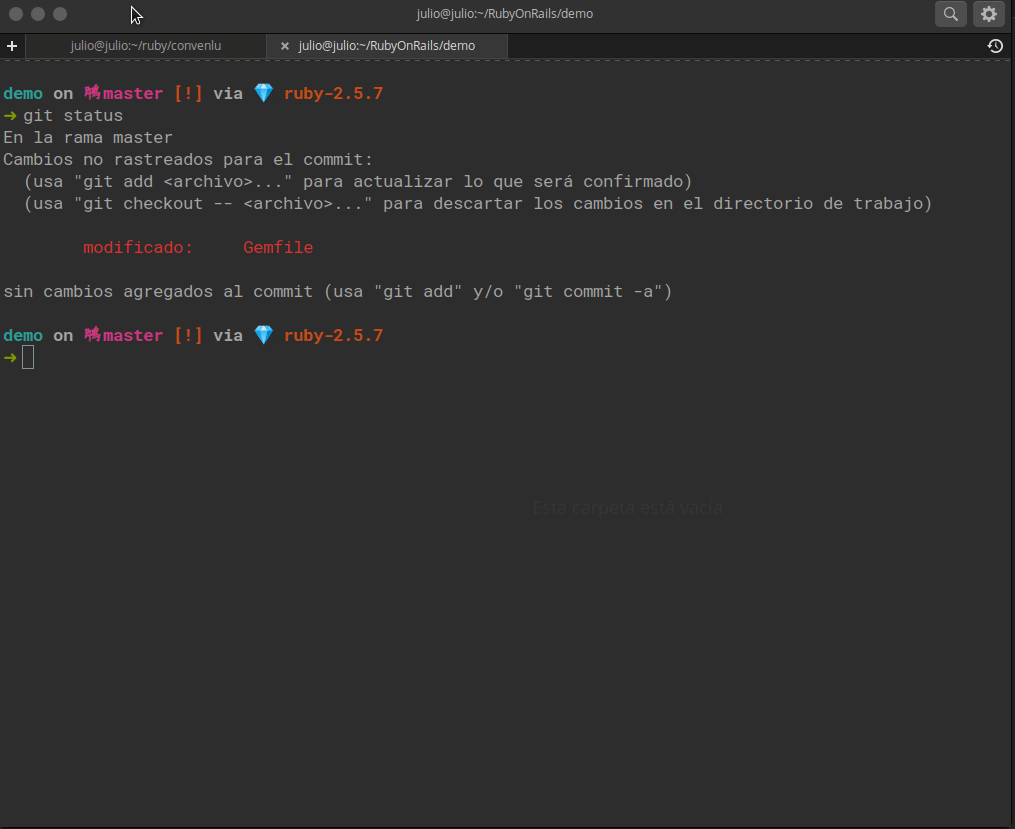 julio@julio:~/RubyOnRails/demo
+ julio@julio:~/ruby/convenlu × julio@julio:~/RubyOnRails/demo
demo on master [!] via 💎 ruby-2.5.7
➜ git status
En la rama master
Cambios no rastreados para el commit:
(usa "git add <archivo>..." para actualizar lo que será confirmado)
(usa "git checkout -- <archivo>..." para descartar los cambios en el directorio de trabajo)
modificado: Gemfile
sin cambios agregados al commit (usa "git add" y/o "git commit -a")
demo on master [!] via 💎 ruby-2.5.7
➜
Esta carpeta está vacía